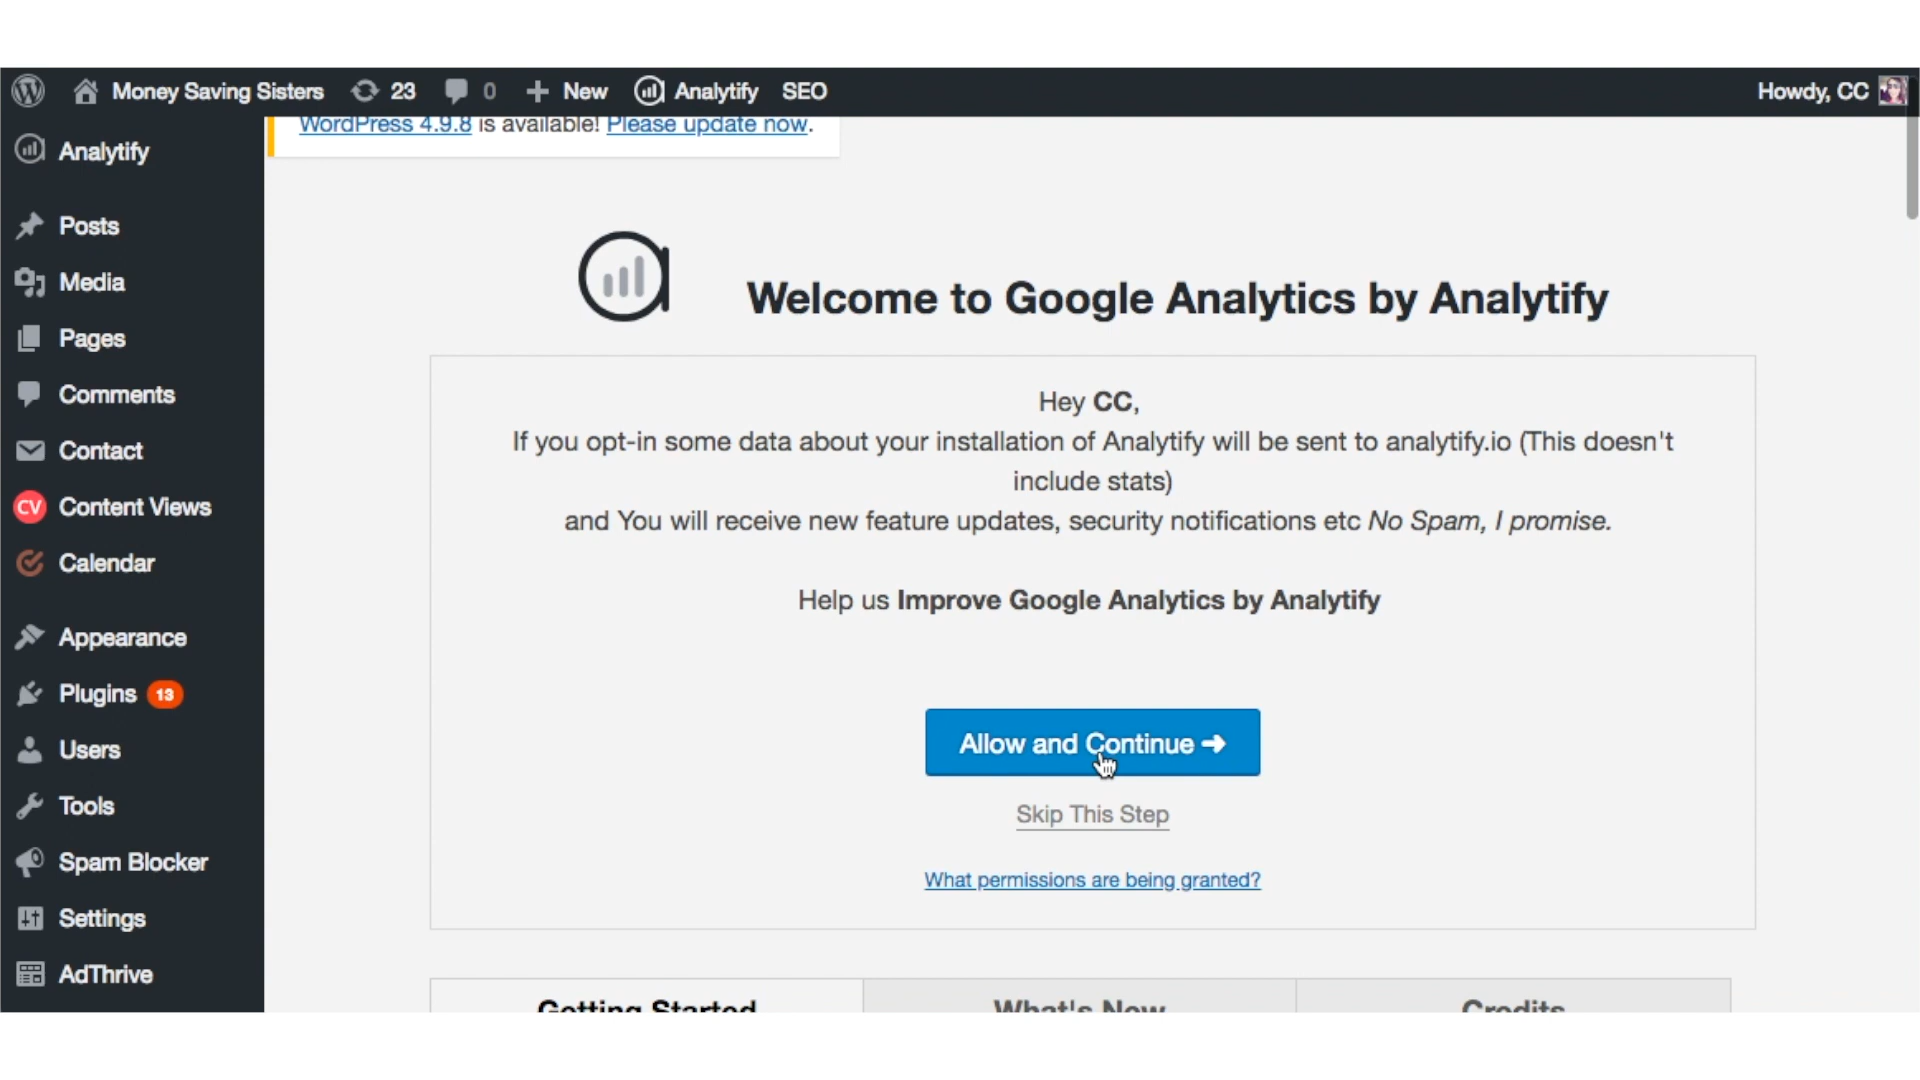 Money Saving Sisters 23 0 New Analytify SEO Howdy, CC
WordPress 4.9.8 is available! Please update now.
Analytify
Posts
Media
Pages
Comments
Contact
CV Content Views
Calendar
Appearance
Plugins 13
Users
Tools
Spam Blocker
Settings
AdThrive
Welcome to Google Analytics by Analytify
Hey CC,
If you opt-in some data about your installation of Analytify will be sent to analytify.io (This doesn't
include stats)
and You will receive new feature updates, security notifications etc No Spam, I promise.
Help us Improve Google Analytics by Analytify
Allow and Continue ➔
Skip This Step
What permissions are being granted?
Getting Started What's New Credits